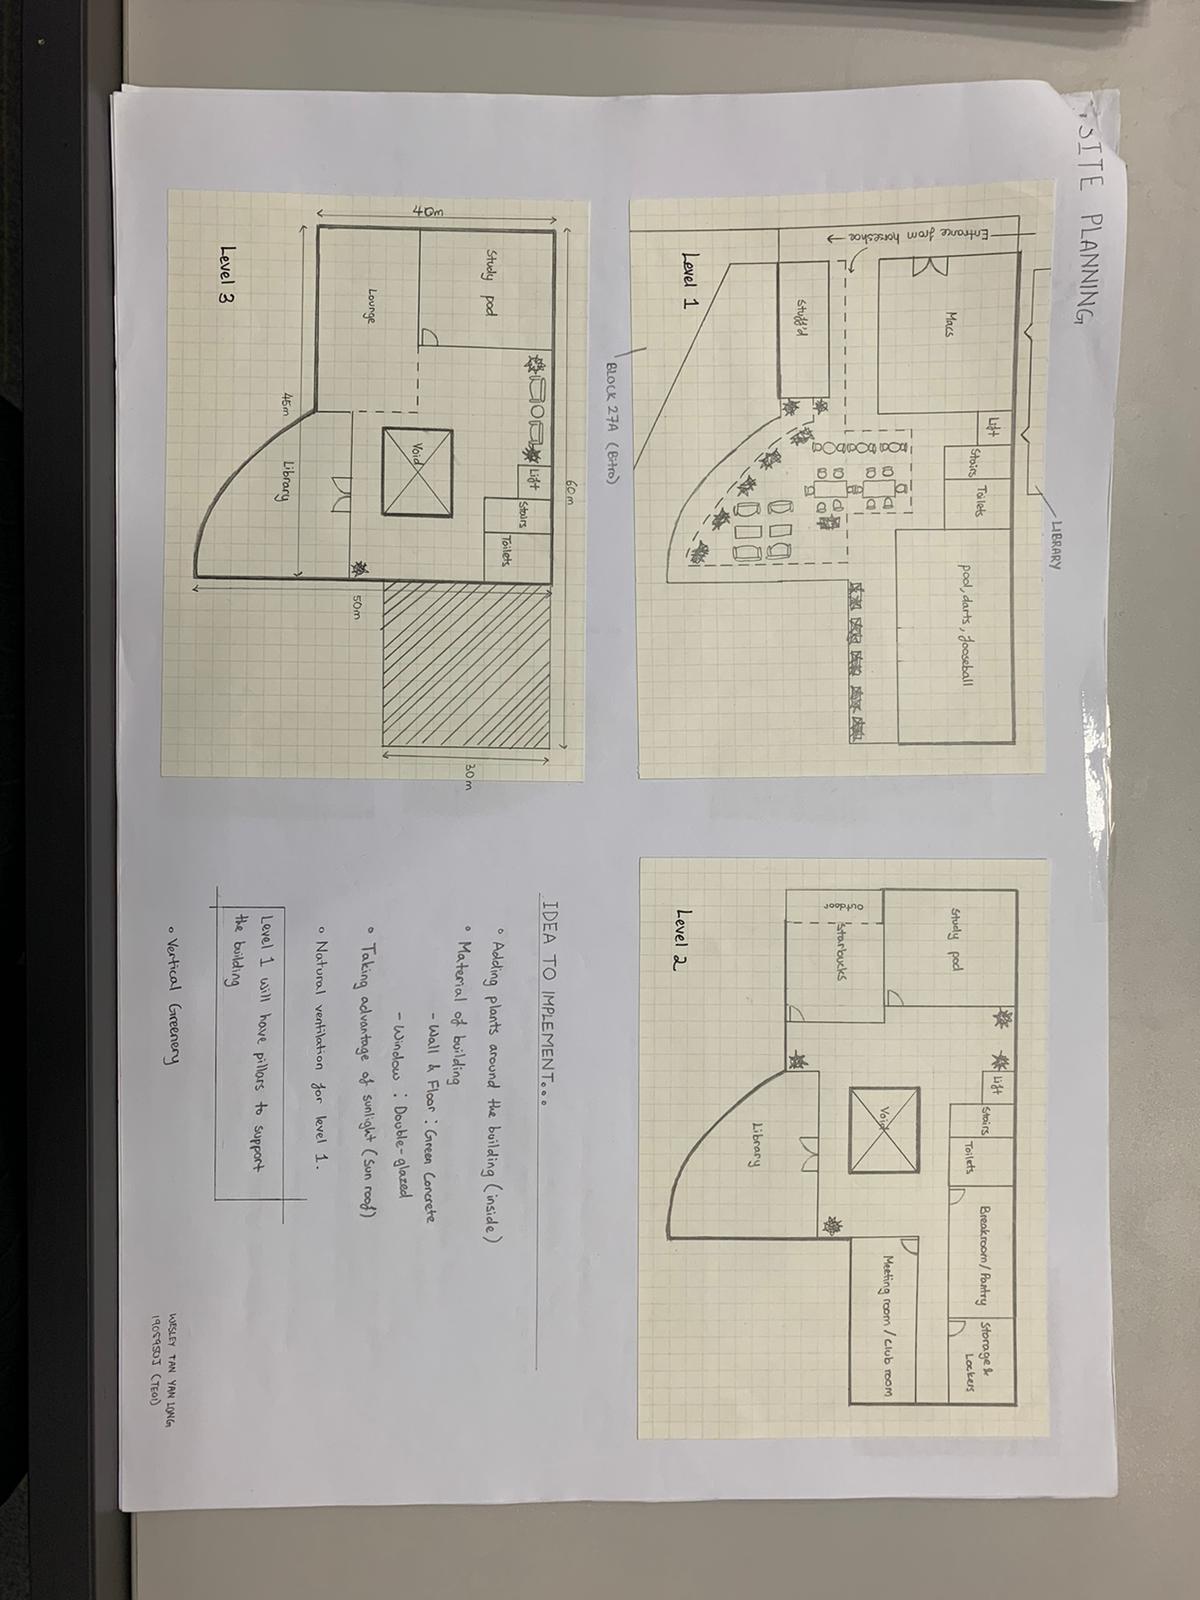 SITE PLANNING
LIBRARY
Entrance from horseshoe
Macs
Lift
Stairs
Toilets
pool, darts, fooseball
Stuff'd
Level 1
BLOCK 27A (Bitro)
Study pod
Lift
Stairs
Toilets
Breakroom / Pantry
Storage &
Lockers
Void
Meeting room / club room
Outdoor
Starbucks
Library
Level 2
60m
Study pod
Lift
Stairs
Toilets
30m
40m
Void
Lounge
50m
45m
Library
Level 3
IDEA TO IMPLEMENT...
Adding plants around the building (inside)
Material of building
- Wall & Floor : Green Concrete
- Window : Double-glazed
Taking advantage of sunlight (Sun roof)
Natural ventilation for level 1.
Level 1 will have pillars to support
the building
Vertical Greenery
WESLEY TAN YAN LONG
190595UJ (TE01)